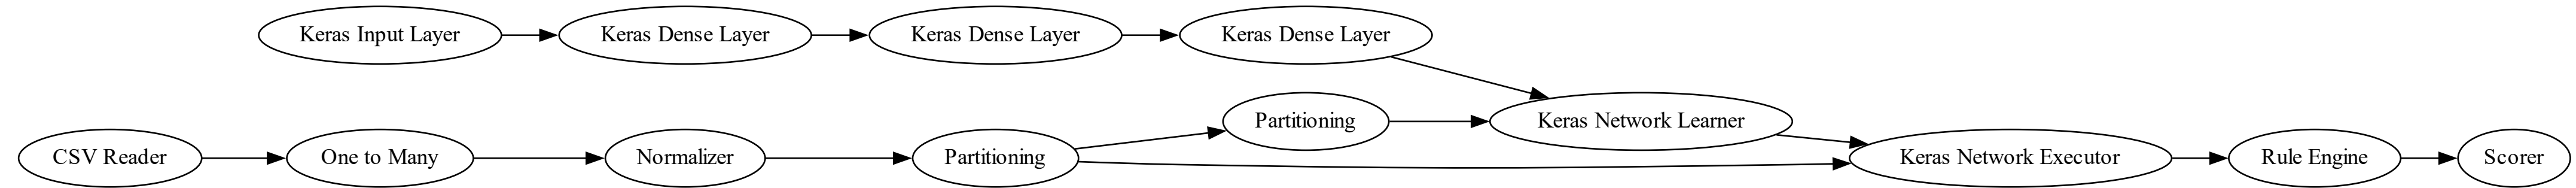 Keras Input Layer
Keras Dense Layer
Keras Dense Layer
Keras Dense Layer
Partitioning
Keras Network Learner
CSV Reader
One to Many
Normalizer
Partitioning
Keras Network Executor
Rule Engine
Scorer